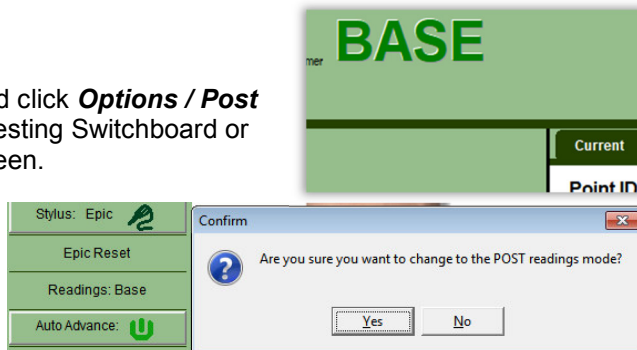 BASE
mer
d click Options / Post
esting Switchboard or
een.
Current
Point ID
Stylus: Epic
Epic Reset
Readings: Base
Auto Advance:
Confirm
Are you sure you want to change to the POST readings mode?
Yes
No